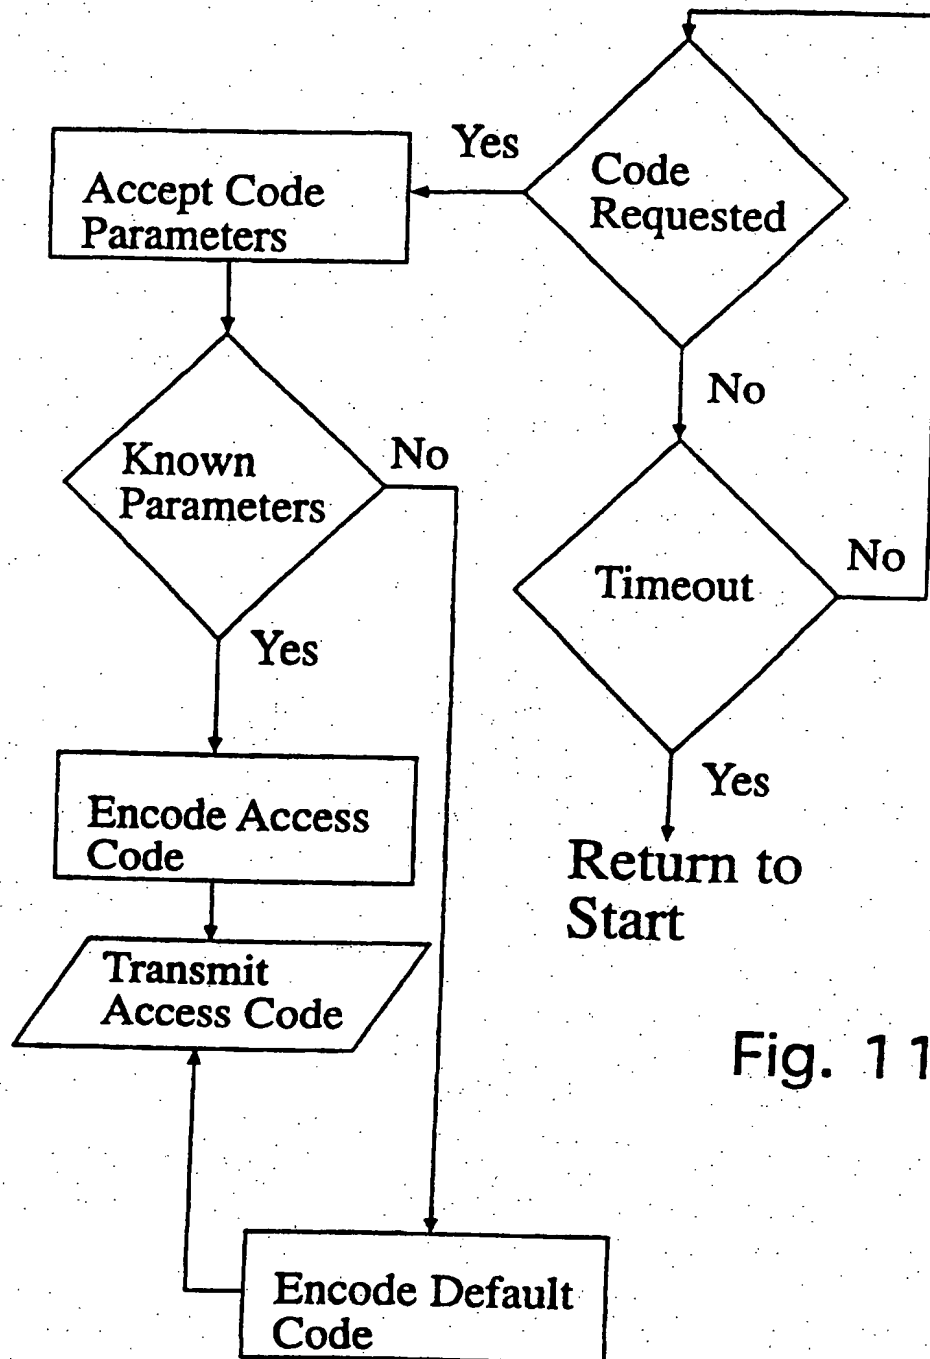 Yes
Code
Requested
Accept Code
Parameters
No
Known
Parameters
No
Timeout
No
Yes
Encode Access
Code
Yes
Return to
Start
Transmit
Access Code
Fig. 11
Encode Default
Code